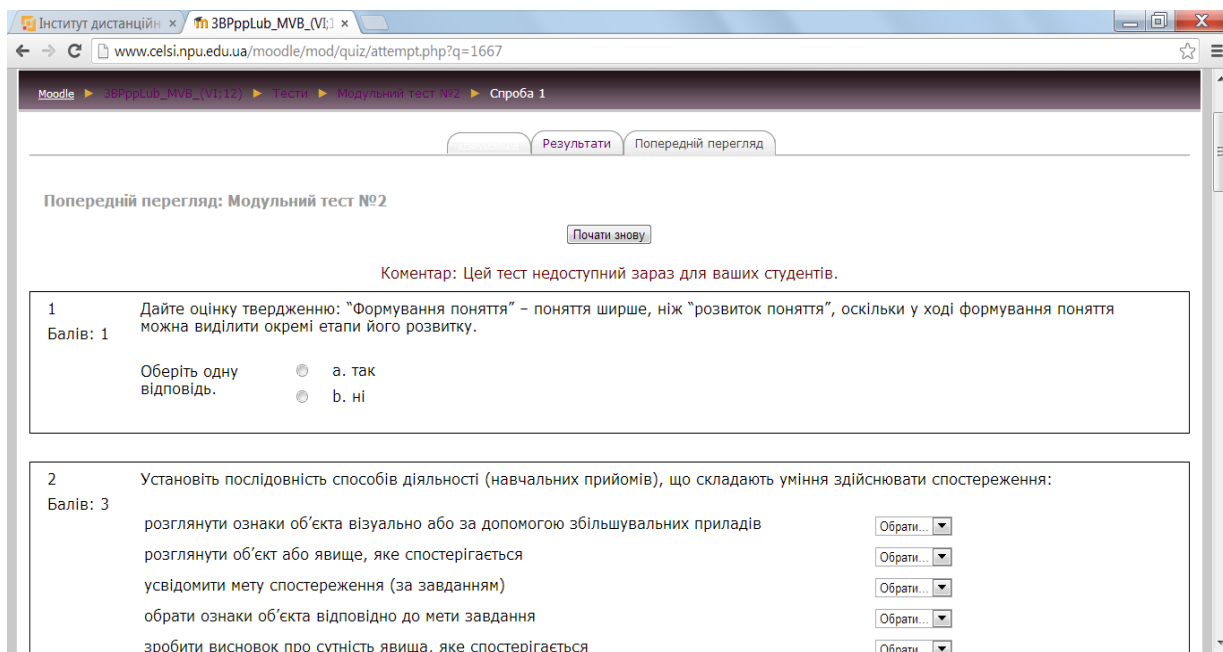 Інститут дистанційн
3BPppLub_MVB_(VI;1
www.celsi.npu.edu.ua/moodle/mod/quiz/attempt.php?q=1667
Moodle ► 3BPppLub_MVB_(VI;12) ► Тести ► Модульний тест №2 ► Спроба 1
Результати Попередній перегляд
Попередній перегляд: Модульний тест №2
Почати знову
Коментар: Цей тест недоступний зараз для ваших студентів.
1
Балів: 1
Дайте оцінку твердженню: “Формування поняття” – поняття ширше, ніж “розвиток поняття”, оскільки у ході формування поняття
можна виділити окремі етапи його розвитку.
Оберіть одну
відповідь.
a. так
b. ні
2
Балів: 3
Установіть послідовність способів діяльності (навчальних прийомів), що складають уміння здійснювати спостереження:
розглянути ознаки об’єкта візуально або за допомогою збільшувальних приладів Обрати...
розглянути об’єкт або явище, яке спостерігається Обрати...
усвідомити мету спостереження (за завданням) Обрати...
обрати ознаки об’єкта відповідно до мети завдання Обрати...
зробити висновок про сутність явища, яке спостерігається Обрати...